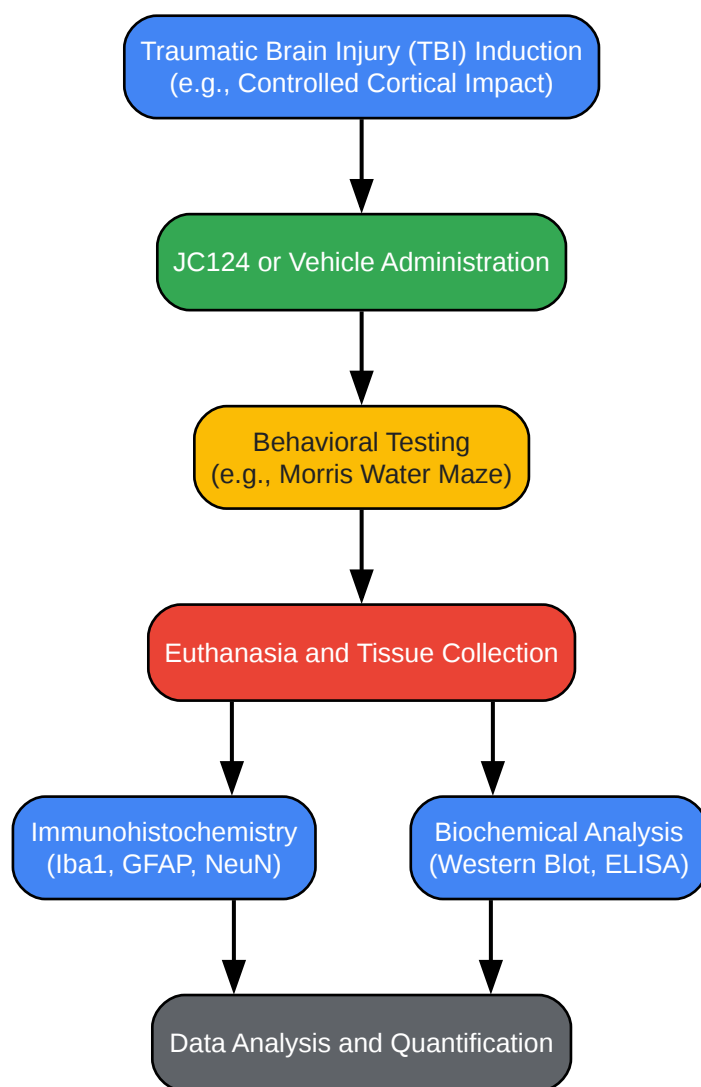 Traumatic Brain Injury (TBI) Induction
(e.g., Controlled Cortical Impact)
JC124 or Vehicle Administration
Behavioral Testing
(e.g., Morris Water Maze)
Euthanasia and Tissue Collection
Immunohistochemistry
(Iba1, GFAP, NeuN)
Biochemical Analysis
(Western Blot, ELISA)
Data Analysis and Quantification